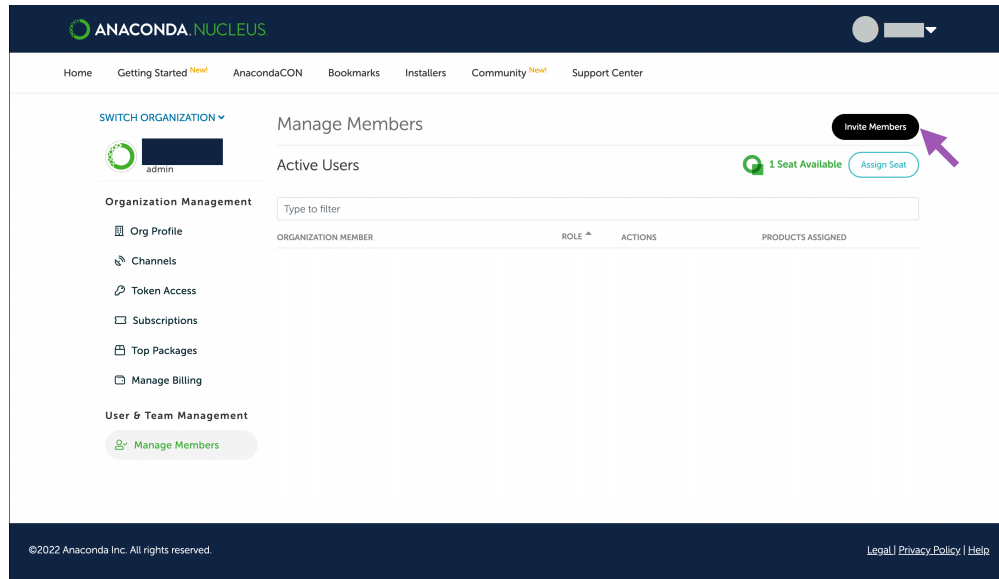 ANACONDA.NUCLEUS.
Home Getting Started New! AnacondaCON Bookmarks Installers Community New! Support Center
SWITCH ORGANIZATION
admin
Organization Management
Org Profile
Channels
Token Access
Subscriptions
Top Packages
Manage Billing
User & Team Management
Manage Members
Manage Members
Invite Members
Active Users
1 Seat Available
Assign Seat
Type to filter
ORGANIZATION MEMBER ROLE ACTIONS PRODUCTS ASSIGNED
©2022 Anaconda Inc. All rights reserved.
Legal | Privacy Policy | Help